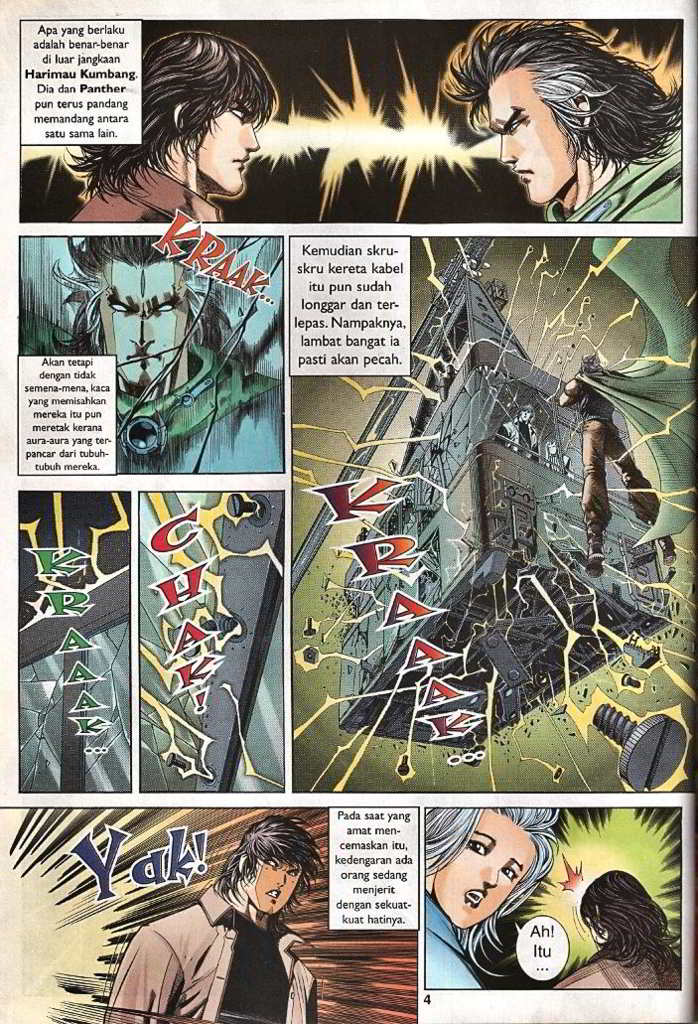 Apa yang berlaku
adalah benar-benar
di luar jangkaan
Harimau Kumbang.
Dia dan Panther
pun terus pandang
memandang antara
satu sama lain.
KRAAK...
Akan tetapi
dengan tidak
semena-mena, kaca
yang memisahkan
mereka itu pun
meretak kerana
aura-aura yang ter-
pancar dari tubuh-
tubuh mereka.
Kemudian skru-
skru kereta kabel
itu pun sudah
longgar dan ter-
lepas. Nampaknya,
lambat bangat ia
pasti akan pecah.
KRAAAK...
KRAAAK...
CHAK!
Yak!
Pada saat yang
amat men-
cemaskan itu,
kedengaran ada
orang sedang
menjerit
dengan sekuat-
kuat hatinya.
Ah!
Itu
...
4